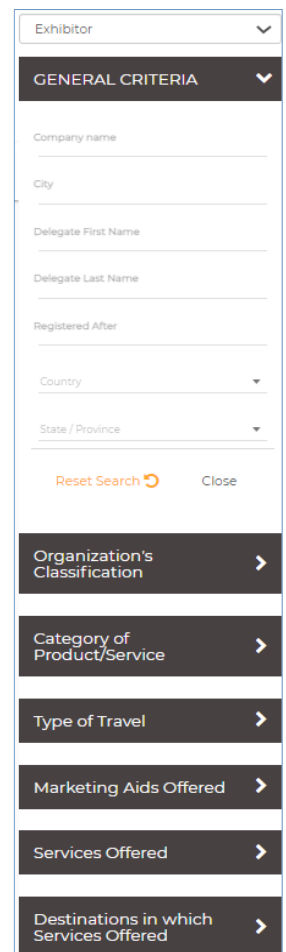 Exhibitor
GENERAL CRITERIA
Company name
City
Delegate First Name
Delegate Last Name
Registered After
Country
State / Province
Reset Search Close
Organization's
Classification
Category of
Product/Service
Type of Travel
Marketing Aids Offered
Services Offered
Destinations in which
Services Offered